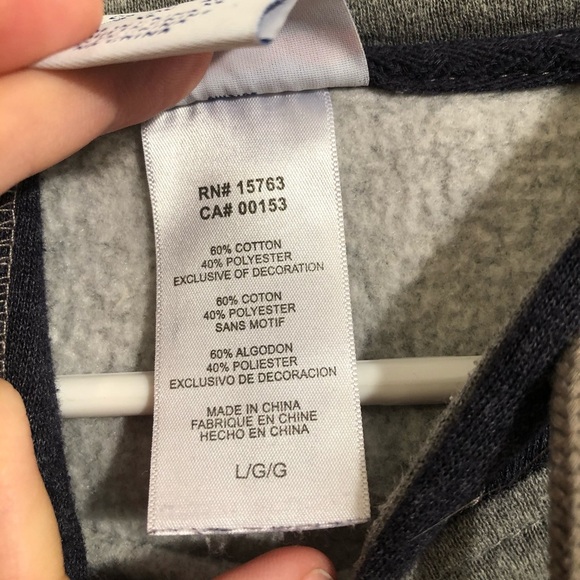 RN# 15763
CA# 00153
60% COTTON
40% POLYESTER
EXCLUSIVE OF DECORATION
60% COTON
40% POLYESTER
SANS MOTIF
60% ALGODON
40% POLIESTER
EXCLUSIVO DE DECORACION
MADE IN CHINA
FABRIQUE EN CHINE
HECHO EN CHINA
L/G/G